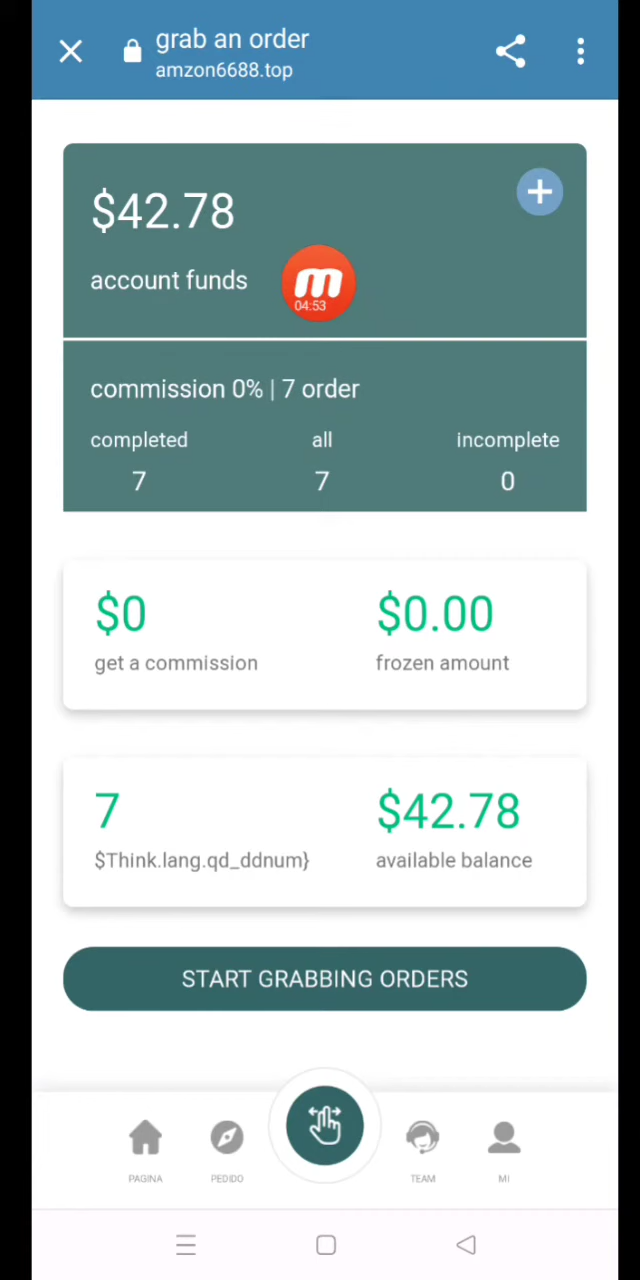 grab an order
amzon6688.top
$42.78
account funds
m
04:53
commission 0% | 7 order
completed all incomplete
7 7 0
$0 $0.00
get a commission frozen amount
7 $42.78
$Think.lang.qd_ddnum} available balance
START GRABBING ORDERS
PAGINA PEDIDO TEAM MI